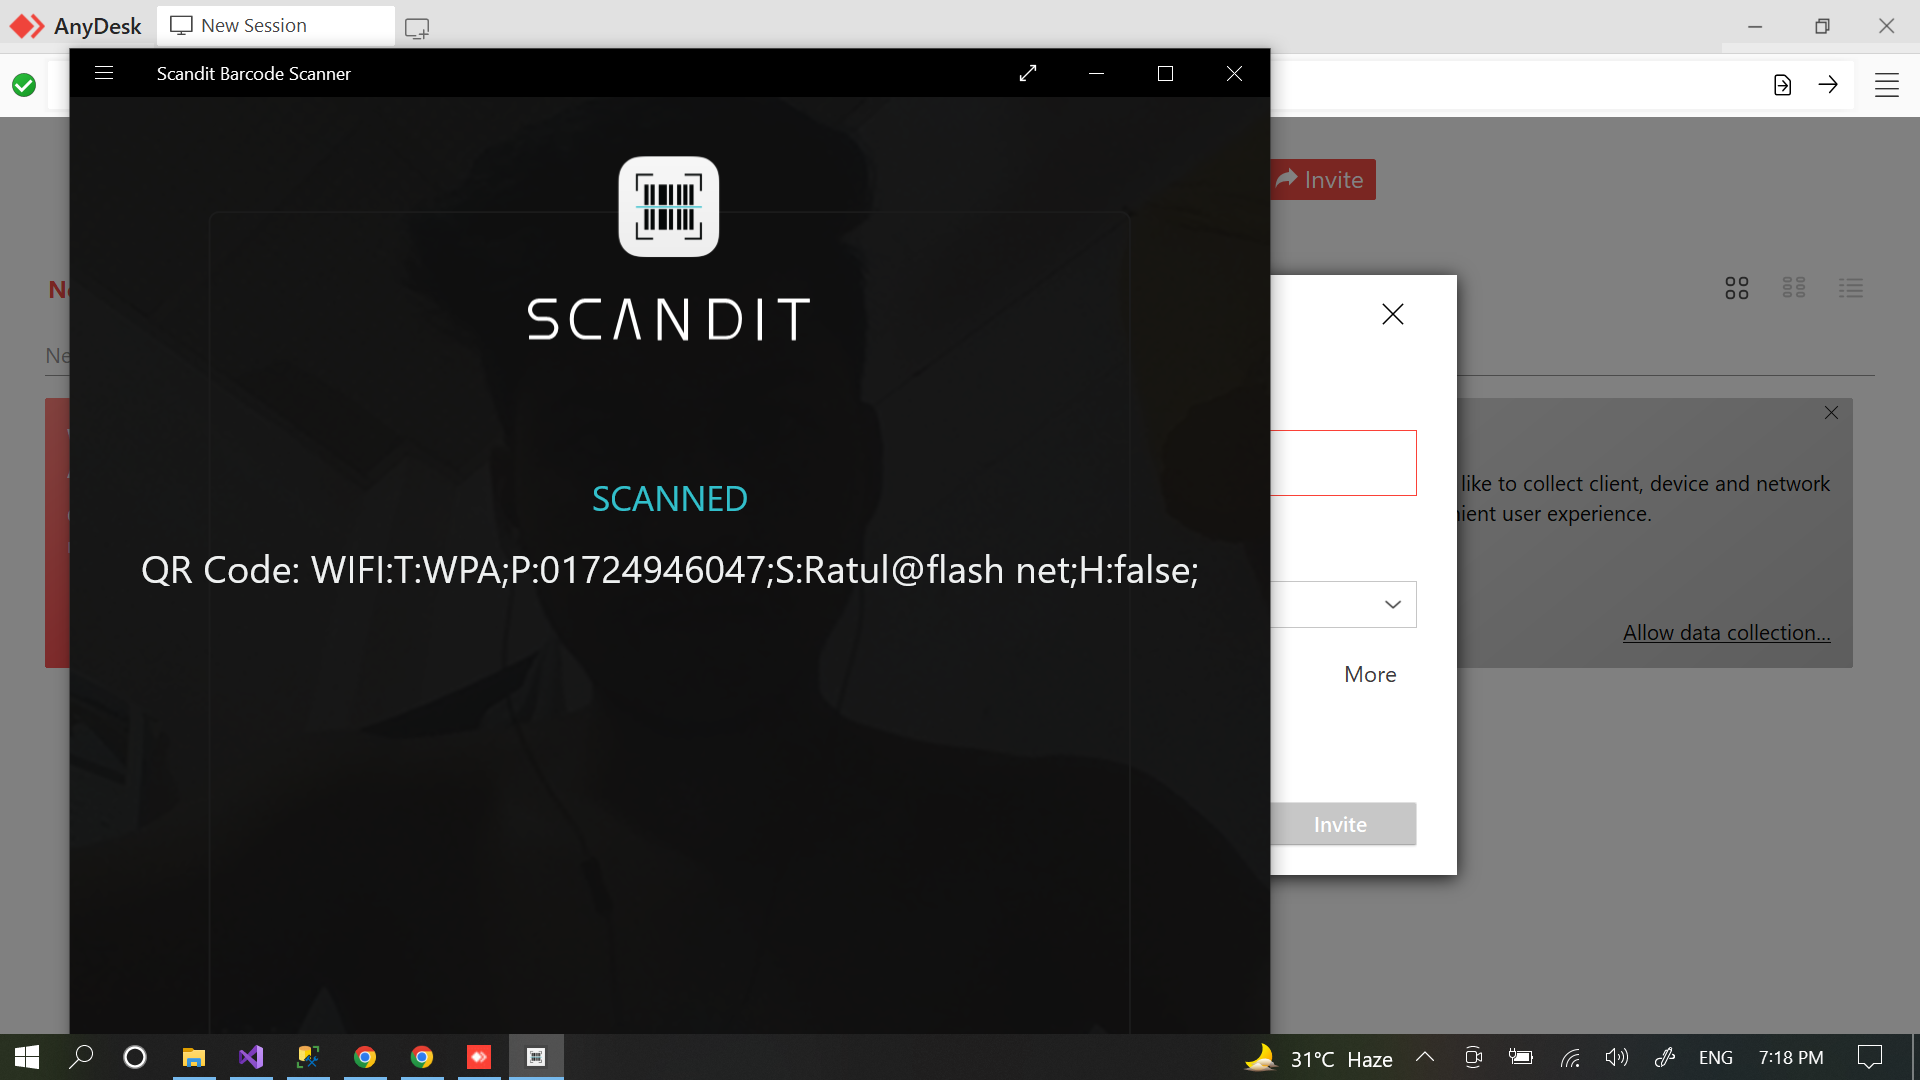 AnyDesk
New Session
Scandit Barcode Scanner
Invite
SCANDIT
SCANNED
QR Code: WIFI:T:WPA;P:01724946047;S:Ratul@flash net;H:false;
like to collect client, device and network
user experience.
Allow data collection...
More
Invite
31°C Haze
ENG
7:18 PM